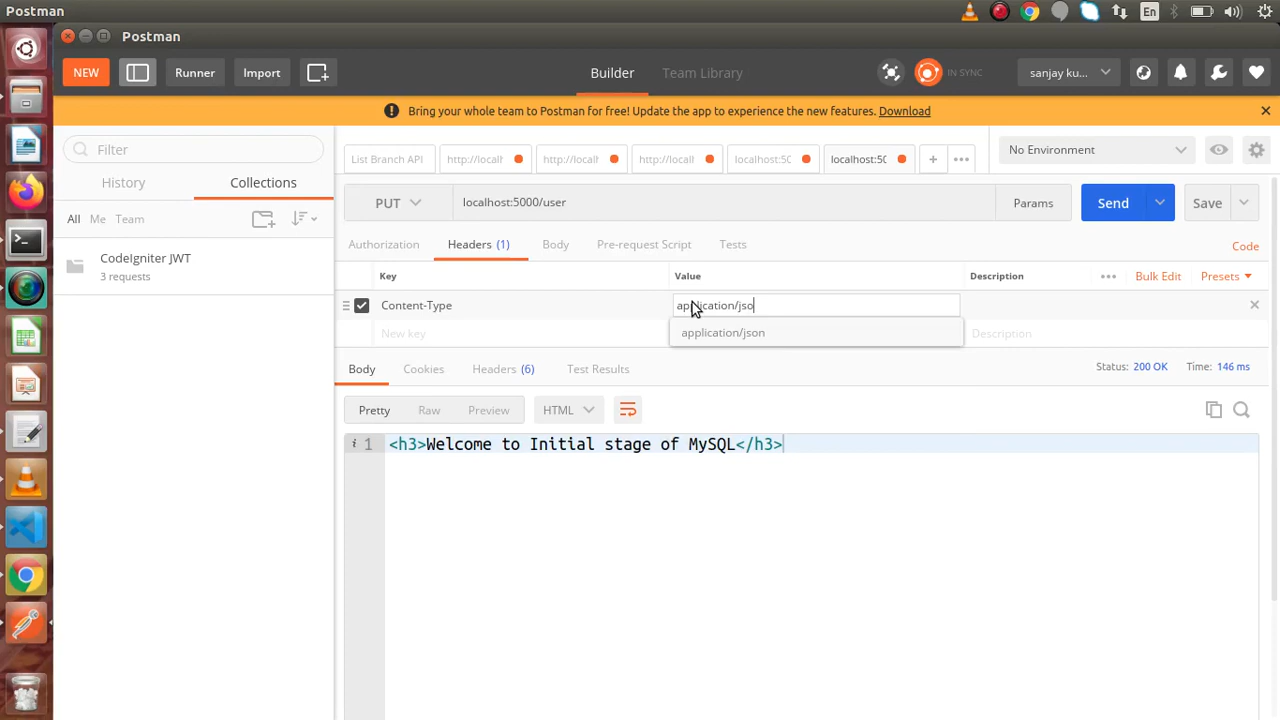 Postman
En
Postman
NEW
Runner
Import
Builder
Team Library
IN SYNC
sanjay ku...
Bring your whole team to Postman for free! Update the app to experience the new features. Download
Filter
History
Collections
All
Me
Team
CodeIgniter JWT
3 requests
List Branch API
http://locall
http://locall
http://locall
localhost:50
localhost:50
No Environment
PUT
localhost:5000/user
Params
Send
Save
Authorization
Headers (1)
Body
Pre-request Script
Tests
Code
Key
Value
Description
Bulk Edit
Presets
Content-Type
application/jso
application/json
New key
Description
Body
Cookies
Headers (6)
Test Results
Status: 200 OK
Time: 146 ms
Pretty
Raw
Preview
HTML
i 1 <h3>Welcome to Initial stage of MySQL</h3>